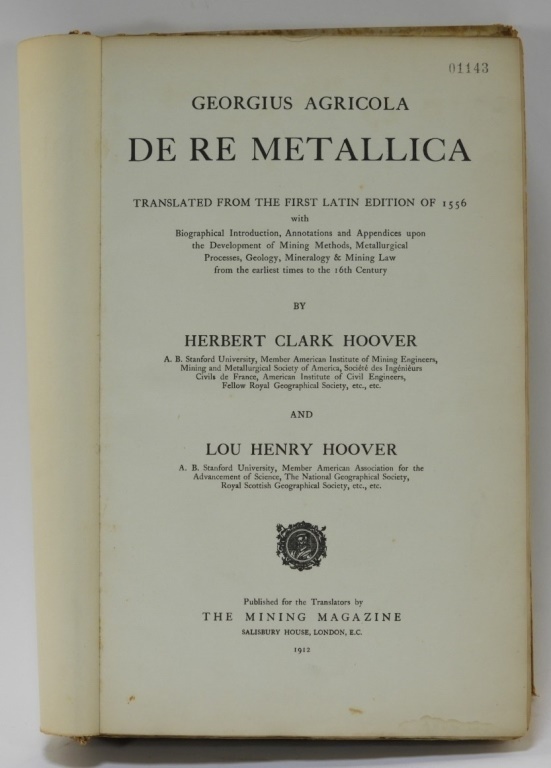 01143
GEORGIUS AGRICOLA
DE RE METALLICA
TRANSLATED FROM THE FIRST LATIN EDITION OF 1556
with
Biographical Introduction, Annotations and Appendices upon
the Development of Mining Methods, Metallurgical
Processes, Geology, Mineralogy & Mining Law
from the earliest times to the 16th Century
BY
HERBERT CLARK HOOVER
A. B. Stanford University, Member American Institute of Mining Engineers,
Mining and Metallurgical Society of America, Société des Ingéniéurs
Civils de France, American Institute of Civil Engineers,
Fellow Royal Geographical Society, etc., etc.
AND
LOU HENRY HOOVER
A. B. Stanford University, Member American Association for the
Advancement of Science, The National Geographical Society,
Royal Scottish Geographical Society, etc., etc.
Published for the Translators by
THE MINING MAGAZINE
SALISBURY HOUSE, LONDON, E.C.
1912